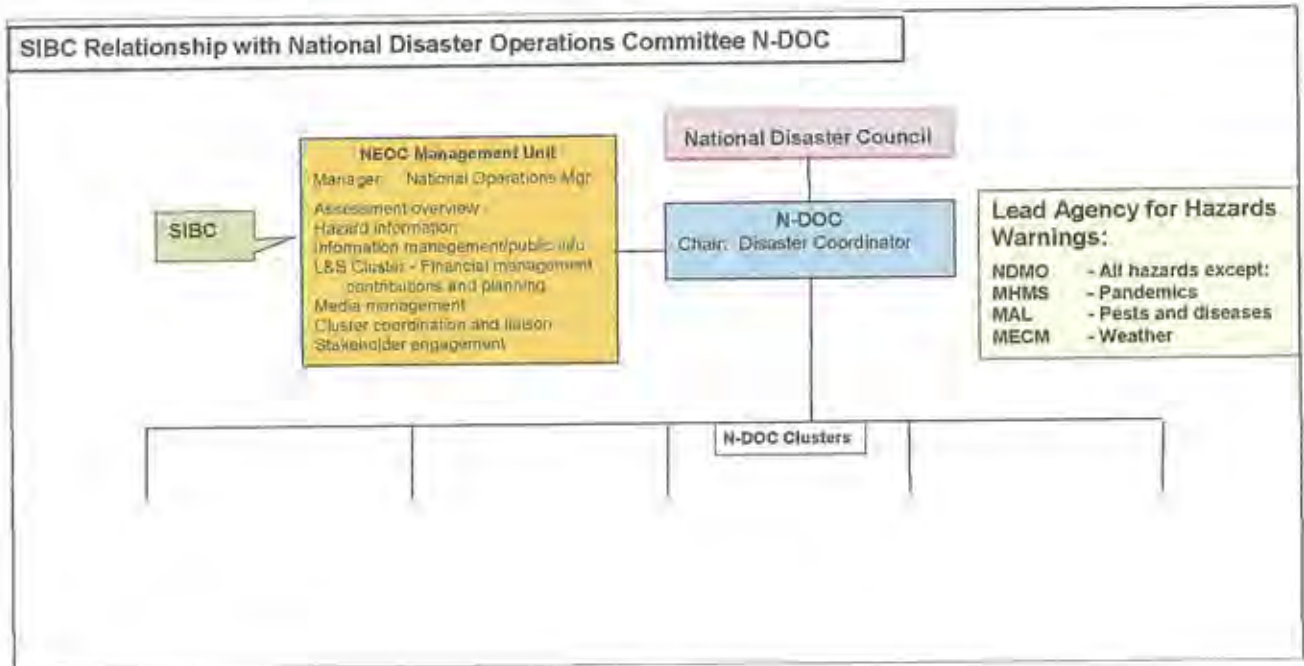 SIBC Relationship with National Disaster Operations Committee N-DOC
National Disaster Council
NEOC Management Unit
Manager: National Operations Mgr
Assessment overview
Hazard information
Information management/public info
L&S Cluster - Financial management
contributions and planning
Media management
Cluster coordination and liaison
Stakeholder engagement
SIBC
N-DOC
Chair: Disaster Coordinator
Lead Agency for Hazards
Warnings:
NDMO - All hazards except:
MHMS - Pandemics
MAL - Pests and diseases
MECM - Weather
N-DOC Clusters